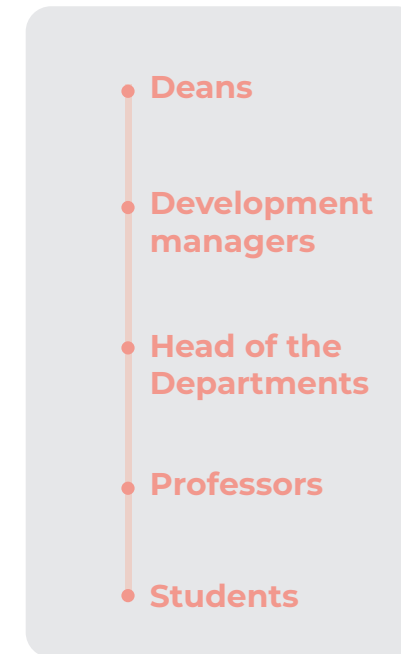 Deans
Development
managers
Head of the
Departments
Professors
Students